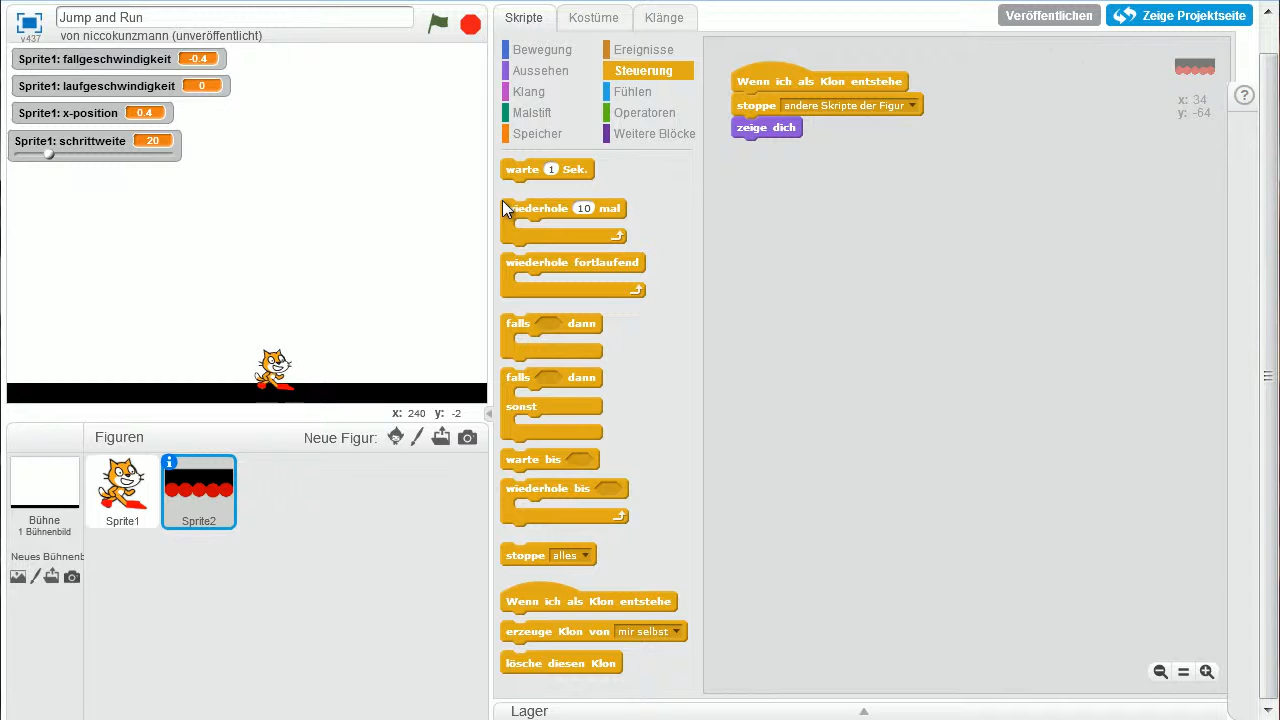 Jump and Run
v437
von niccokunzmann (unveröffentlicht)
Sprite1: fallgeschwindigkeit -0.4
Sprite1: laufgeschwindigkeit 0
Sprite1: x-position 0.4
Sprite1: schrittweite 20
x: 240 y: -2
Figuren
Neue Figur:
Sprite1
Sprite2
Bühne
1 Bühnenbild
Neues Bühnenb
Skripte
Kostüme
Klänge
Veröffentlichen
Zeige Projektseite
Bewegung
Ereignisse
Aussehen
Steuerung
Klang
Fühlen
Malstift
Operatoren
Speicher
Weitere Blöcke
warte 1 Sek.
wiederhole 10 mal
wiederhole fortlaufend
falls dann
falls dann
sonst
warte bis
wiederhole bis
stoppe alles
Wenn ich als Klon entstehe
erzeuge Klon von mir selbst
lösche diesen Klon
Wenn ich als Klon entstehe
stoppe andere Skripte der Figur
zeige dich
x: 34
y: -64
?
Lager